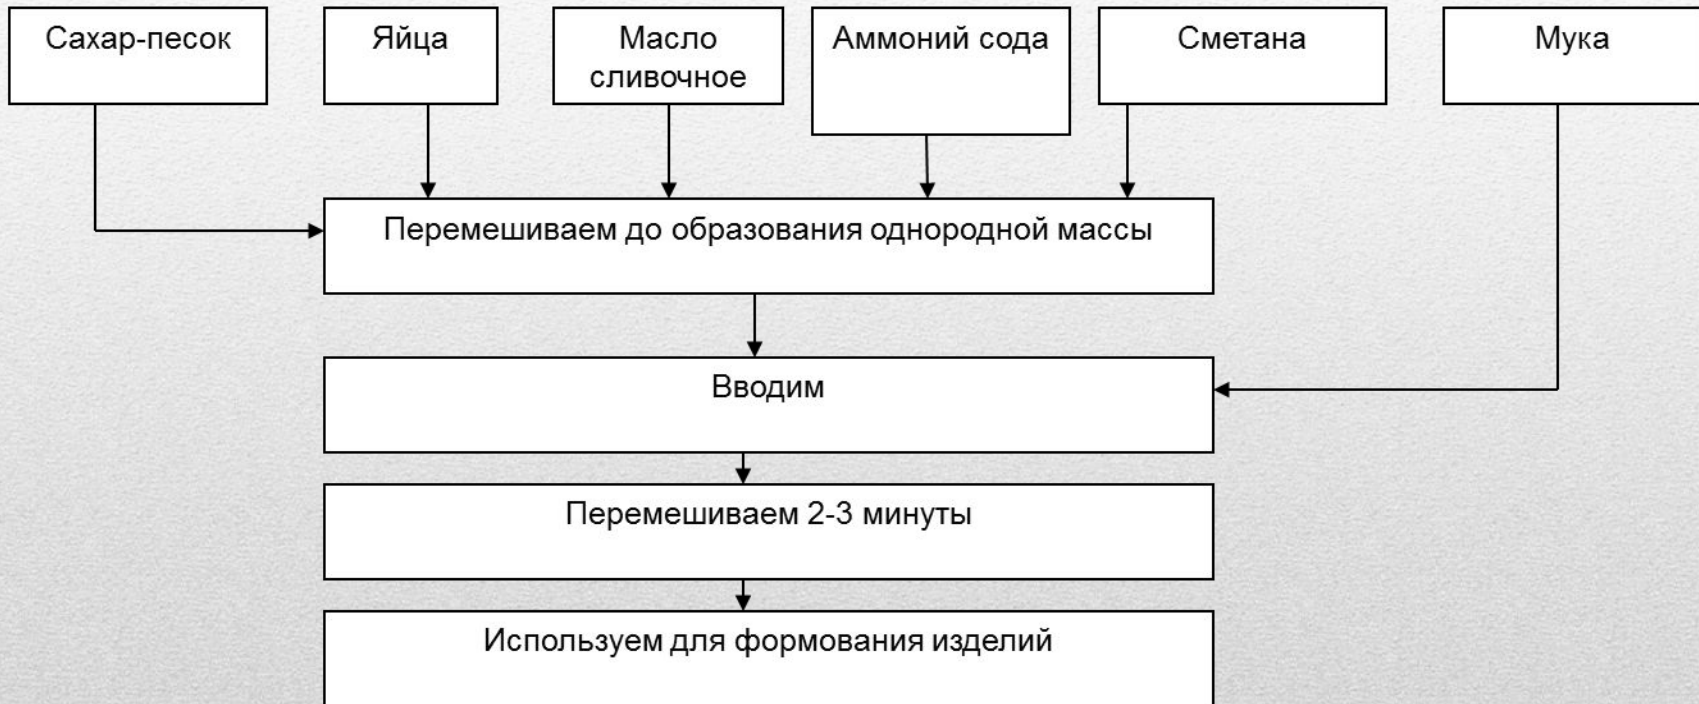 Сахар-песок
Яйца
Масло
сливочное
Аммоний сода
Сметана
Мука
Перемешиваем до образования однородной массы
Вводим
Перемешиваем 2-3 минуты
Используем для формования изделий